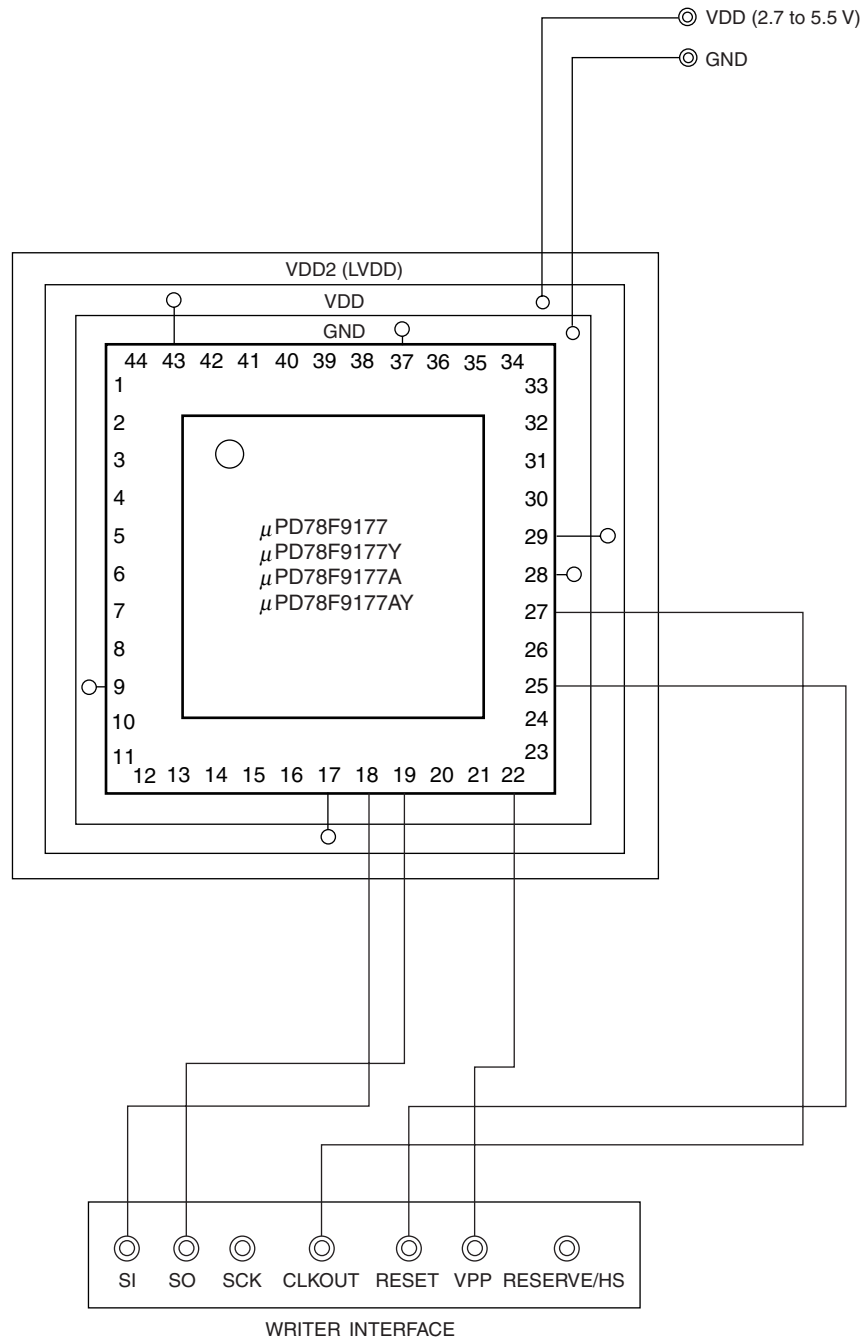 VDD (2.7 to 5.5 V)
GND
VDD2 (LVDD)
VDD
GND
44 43 42 41 40 39 38 37 36 35 34
1 33
2 32
3 31
4 30
5 29
6 28
7 27
8 26
9 25
10 24
11 23
12 13 14 15 16 17 18 19 20 21 22
μPD78F9177
μPD78F9177Y
μPD78F9177A
μPD78F9177AY
SI SO SCK CLKOUT RESET VPP RESERVE/HS
WRITER INTERFACE